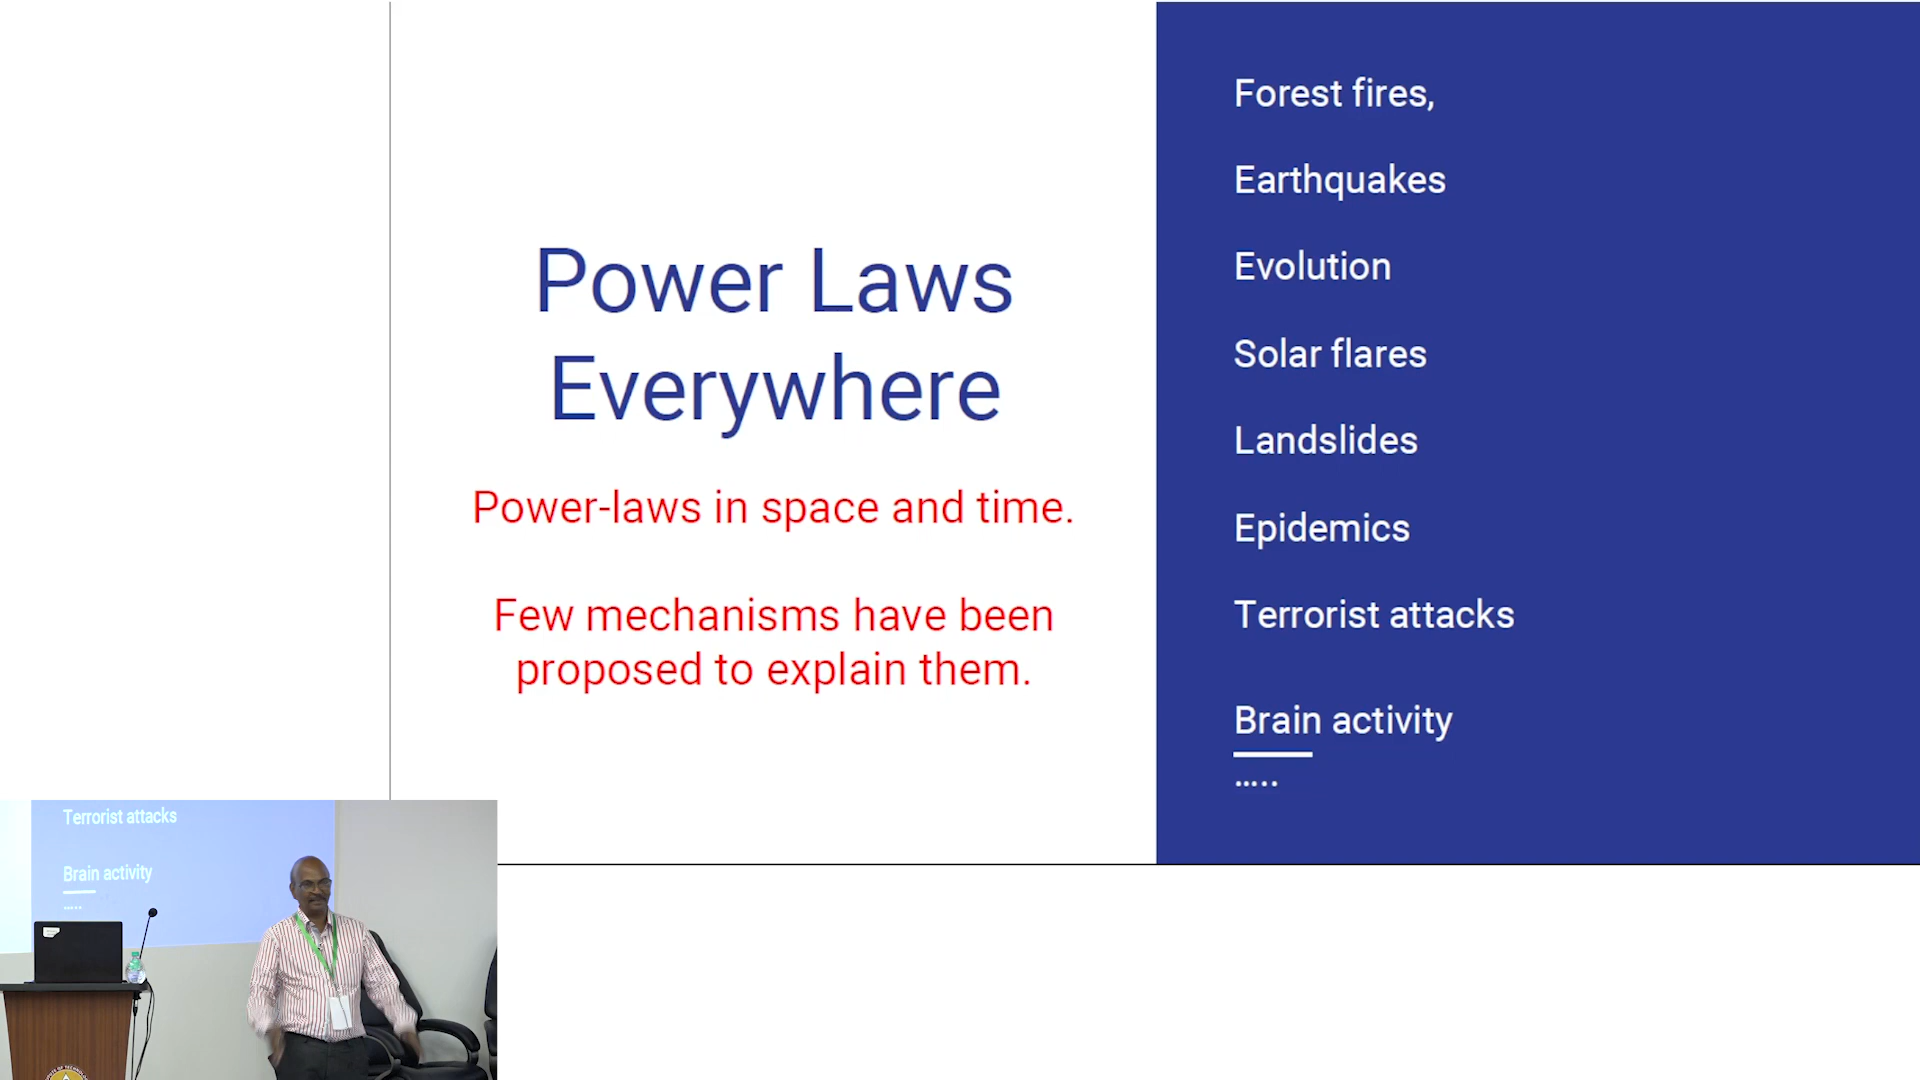 Power Laws
Everywhere
Power-laws in space and time.
Few mechanisms have been
proposed to explain them.
Forest fires,
Earthquakes
Evolution
Solar flares
Landslides
Epidemics
Terrorist attacks
Brain activity
.....
Terrorist attacks
Brain activity
.....